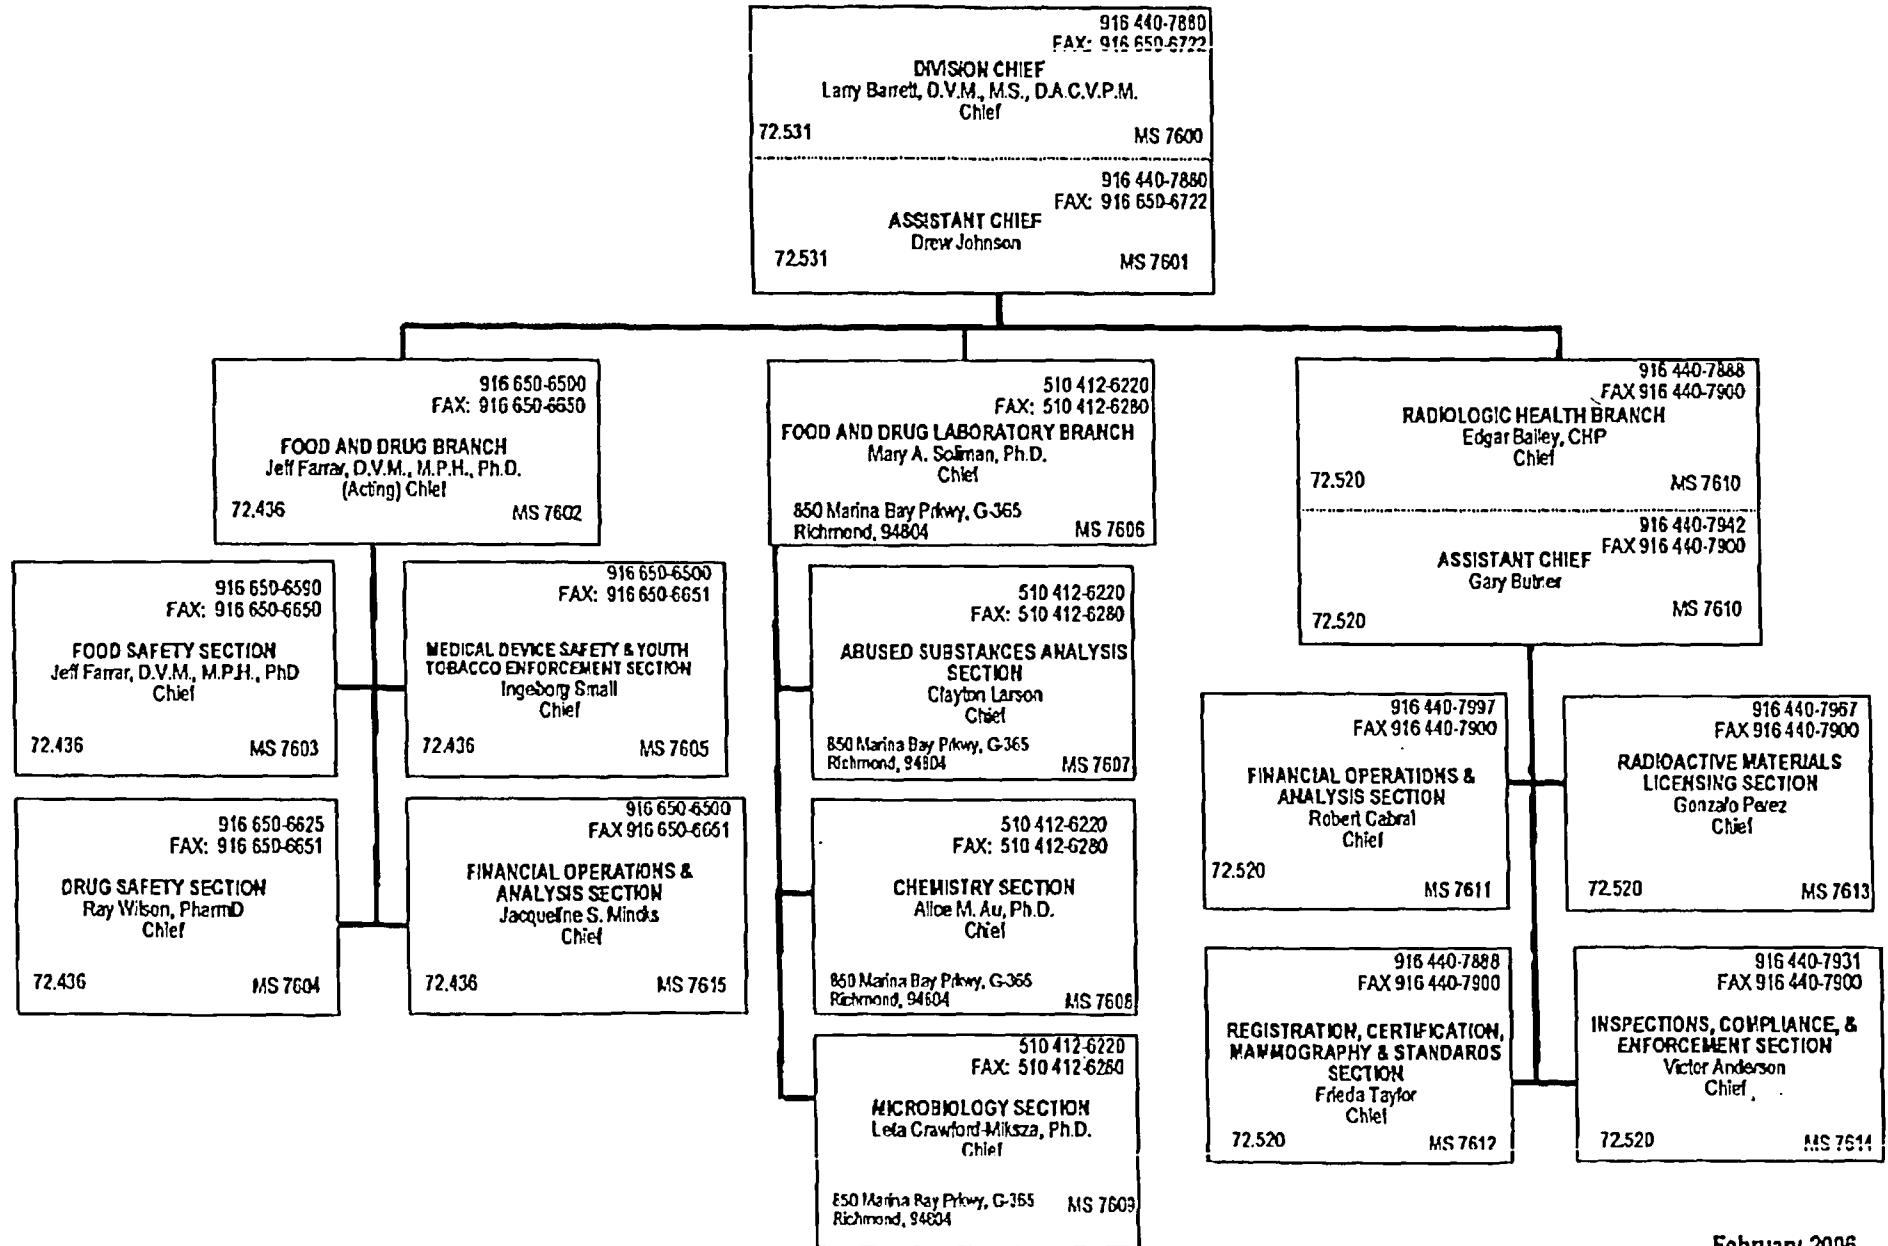 916 440-7880
FAX: 916 650-6722
DIVISION CHIEF
Larry Barrett, D.V.M., M.S., D.A.C.V.P.M.
Chief
72.531 MS 7600
916 440-7880
FAX: 916 650-6722
ASSISTANT CHIEF
Drew Johnson
72.531 MS 7601
916 650-6500
FAX: 916 650-6650
FOOD AND DRUG BRANCH
Jeff Farrar, D.V.M., M.P.H., Ph.D.
(Acting) Chief
72.436 MS 7602
510 412-6220
FAX: 510 412-6280
FOOD AND DRUG LABORATORY BRANCH
Mary A. Soliman, Ph.D.
Chief
850 Marina Bay Prkwy, G-365
Richmond, 94804 MS 7606
916 440-7888
FAX 916 440-7900
RADIOLOGIC HEALTH BRANCH
Edgar Bailey, CHP
Chief
72.520 MS 7610
916 440-7942
FAX 916 440-7900
ASSISTANT CHIEF
Gary Butner
72.520 MS 7610
916 650-6590
FAX: 916 650-6650
FOOD SAFETY SECTION
Jeff Farrar, D.V.M., M.P.H., PhD
Chief
72.436 MS 7603
916 650-6500
FAX: 916 650-6651
MEDICAL DEVICE SAFETY & YOUTH
TOBACCO ENFORCEMENT SECTION
Ingeborg Small
Chief
72.436 MS 7605
916 650-6625
FAX: 916 650-6651
DRUG SAFETY SECTION
Ray Wilson, PharmD
Chief
72.436 MS 7604
916 650-6500
FAX 916 650-6651
FINANCIAL OPERATIONS &
ANALYSIS SECTION
Jacqueline S. Mincks
Chief
72.436 MS 7615
510 412-6220
FAX: 510 412-6280
ABUSED SUBSTANCES ANALYSIS
SECTION
Clayton Larson
Chief
850 Marina Bay Prkwy, G-365
Richmond, 94804 MS 7607
510 412-6220
FAX: 510 412-6280
CHEMISTRY SECTION
Alice M. Au, Ph.D.
Chief
850 Marina Bay Prkwy, G-365
Richmond, 94804 MS 7608
510 412-6220
FAX: 510 412-6280
MICROBIOLOGY SECTION
Leta Crawford-Miksza, Ph.D.
Chief
850 Marina Bay Prkwy, G-365 MS 7609
Richmond, 94804
916 440-7997
FAX 916 440-7900
FINANCIAL OPERATIONS &
ANALYSIS SECTION
Robert Cabral
Chief
72.520
MS 7611
916 440-7967
FAX 916 440-7900
RADIOACTIVE MATERIALS
LICENSING SECTION
Gonzalo Perez
Chief
72.520 MS 7613
916 440-7888
FAX 916 440-7900
REGISTRATION, CERTIFICATION,
MAMMOGRAPHY & STANDARDS
SECTION
Frieda Taylor
Chief
72.520 MS 7612
916 440-7931
FAX 916 440-7900
INSPECTIONS, COMPLIANCE, &
ENFORCEMENT SECTION
Victor Anderson
Chief
72.520 MS 7614
February 2006